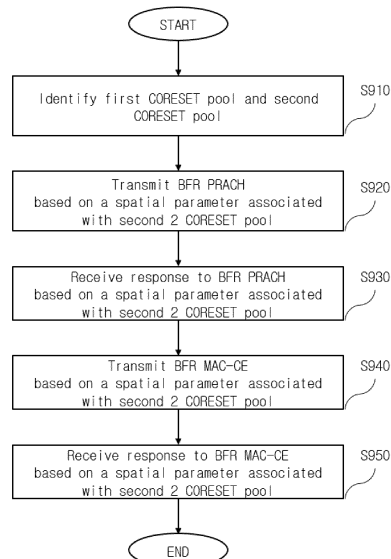 START
Identify first CORESET pool and second
CORESET pool
S910
Transmit BFR PRACH
based on a spatial parameter associated
with second 2 CORESET pool
S920
Receive response to BFR PRACH
based on a spatial parameter associated
with second 2 CORESET pool
S930
Transmit BFR MAC-CE
based on a spatial parameter associated
with second 2 CORESET pool
S940
Receive response to BFR MAC-CE
based on a spatial parameter associated
with second 2 CORESET pool
S950
END